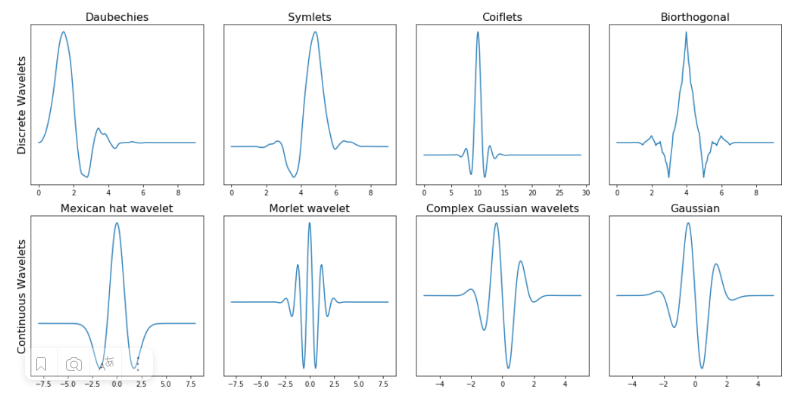 Daubechies
Symlets
Coiflets
Biorthogonal
Discrete Wavelets
0 2 4 6 8
0 2 4 6 8
0 5 10 15 20 25 30
0 2 4 6 8
Mexican hat wavelet
Morlet wavelet
Complex Gaussian wavelets
Gaussian
Continuous Wavelets
−7.5 −5.0 −2.5 0.0 2.5 5.0 7.5
−7.5 −5.0 −2.5 0.0 2.5 5.0 7.5
−4 −2 0 2 4
−4 −2 0 2 4